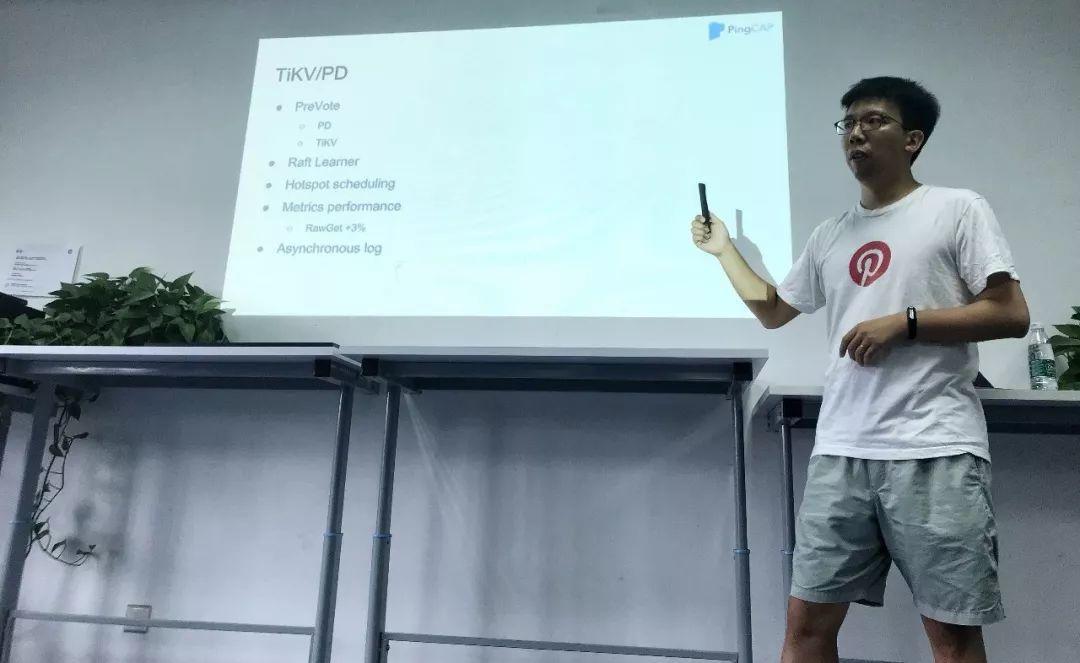 PingCAP
TiKV/PD
PreVote
PD
TiKV
Raft Learner
Hotspot scheduling
Metrics performance
RawGet +3%
Asynchronous log